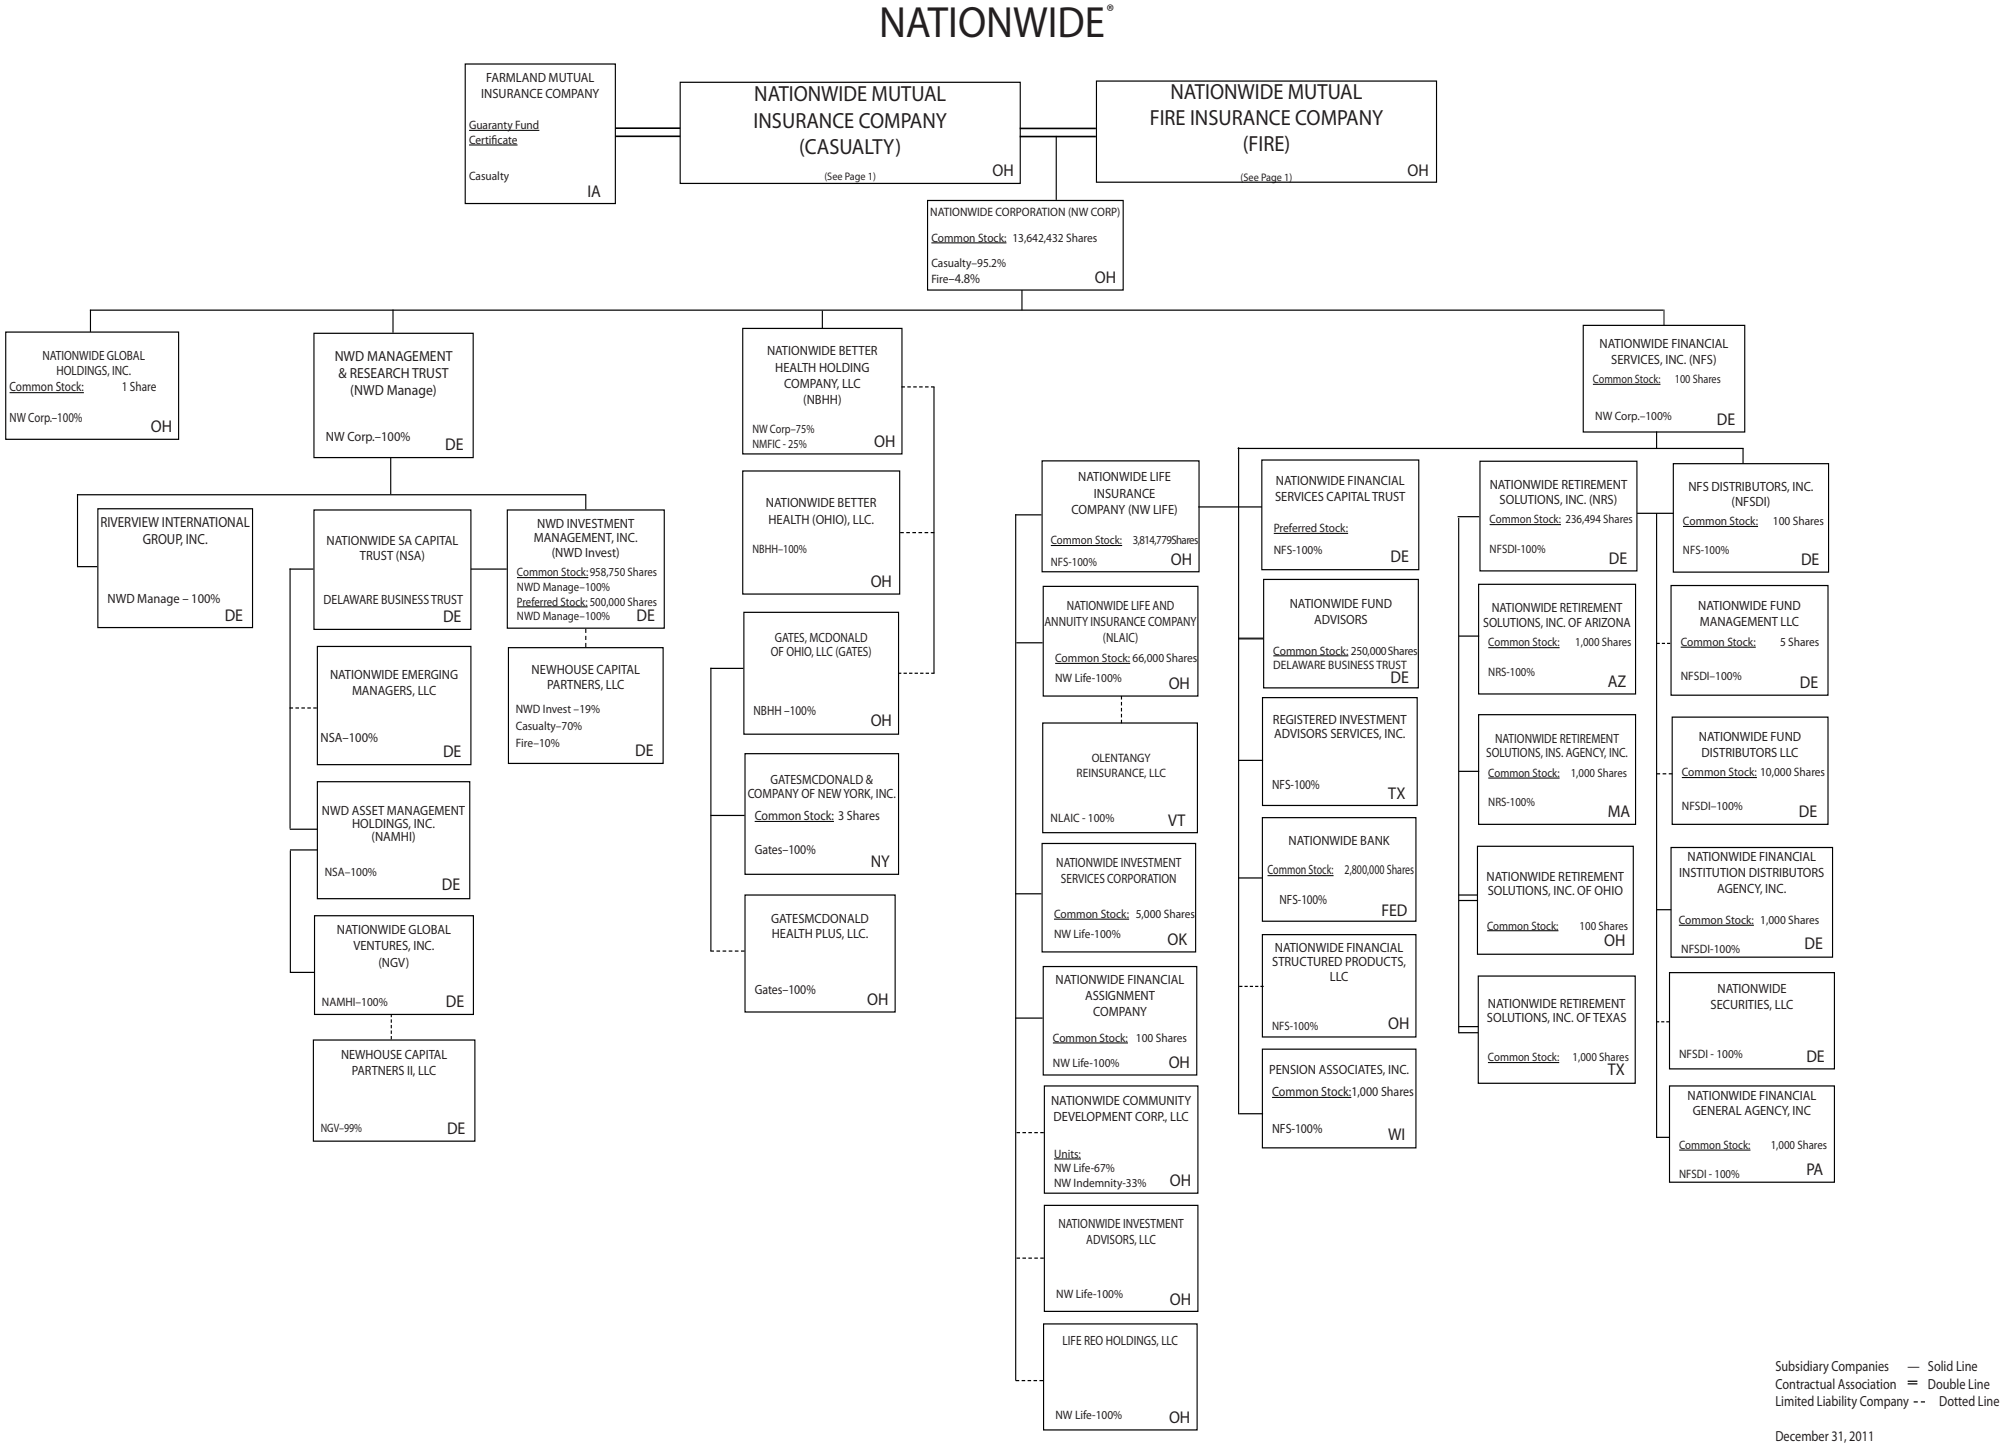 NATIONWIDE®
FARMLAND MUTUAL
INSURANCE COMPANY
Guaranty Fund
Certificate
Casualty
IA
NATIONWIDE MUTUAL
INSURANCE COMPANY
(CASUALTY)
(See Page 1)
OH
NATIONWIDE MUTUAL
FIRE INSURANCE COMPANY
(FIRE)
(See Page 1)
OH
NATIONWIDE CORPORATION (NW CORP)
Common Stock: 13,642,432 Shares
Casualty–95.2%
Fire–4.8%
OH
NATIONWIDE GLOBAL
HOLDINGS, INC.
Common Stock: 1 Share
NW Corp.–100%
OH
NWD MANAGEMENT
& RESEARCH TRUST
(NWD Manage)
NW Corp.–100%
DE
NATIONWIDE BETTER
HEALTH HOLDING
COMPANY, LLC
(NBHH)
NW Corp–75%
NMFIC - 25%
OH
NATIONWIDE FINANCIAL
SERVICES, INC. (NFS)
Common Stock: 100 Shares
NW Corp.–100%
DE
RIVERVIEW INTERNATIONAL
GROUP, INC.
NWD Manage – 100%
DE
NATIONWIDE SA CAPITAL
TRUST (NSA)
DELAWARE BUSINESS TRUST
DE
NWD INVESTMENT
MANAGEMENT, INC.
(NWD Invest)
Common Stock: 958,750 Shares
NWD Manage–100%
Preferred Stock: 500,000 Shares
NWD Manage–100%
DE
NATIONWIDE EMERGING
MANAGERS, LLC
NSA–100%
DE
NEWHOUSE CAPITAL
PARTNERS, LLC
NWD Invest –19%
Casualty–70%
Fire–10%
DE
NWD ASSET MANAGEMENT
HOLDINGS, INC.
(NAMHI)
NSA–100%
DE
NATIONWIDE GLOBAL
VENTURES, INC.
(NGV)
NAMHI–100%
DE
NEWHOUSE CAPITAL
PARTNERS II, LLC
NGV–99%
DE
NATIONWIDE BETTER
HEALTH (OHIO), LLC.
NBHH–100%
OH
GATES, MCDONALD
OF OHIO, LLC (GATES)
NBHH –100%
OH
GATESMCDONALD &
COMPANY OF NEW YORK, INC.
Common Stock: 3 Shares
Gates–100%
NY
GATESMCDONALD
HEALTH PLUS, LLC.
Gates–100%
OH
NATIONWIDE LIFE
INSURANCE
COMPANY (NW LIFE)
Common Stock: 3,814,779Shares
NFS-100%
OH
NATIONWIDE LIFE AND
ANNUITY INSURANCE COMPANY
(NLAIC)
Common Stock: 66,000 Shares
NW Life-100%
OH
OLENTANGY
REINSURANCE, LLC
NLAIC - 100%
VT
NATIONWIDE INVESTMENT
SERVICES CORPORATION
Common Stock: 5,000 Shares
NW Life-100%
OK
NATIONWIDE FINANCIAL
ASSIGNMENT
COMPANY
Common Stock: 100 Shares
NW Life-100%
OH
NATIONWIDE COMMUNITY
DEVELOPMENT CORP., LLC
Units:
NW Life-67%
NW Indemnity-33%
OH
NATIONWIDE INVESTMENT
ADVISORS, LLC
NW Life-100%
OH
LIFE REO HOLDINGS, LLC
NW Life-100%
OH
NATIONWIDE FINANCIAL
SERVICES CAPITAL TRUST
Preferred Stock:
NFS-100%
DE
NATIONWIDE FUND
ADVISORS
Common Stock: 250,000 Shares
DELAWARE BUSINESS TRUST
DE
REGISTERED INVESTMENT
ADVISORS SERVICES, INC.
NFS-100%
TX
NATIONWIDE BANK
Common Stock: 2,800,000 Shares
NFS-100%
FED
NATIONWIDE FINANCIAL
STRUCTURED PRODUCTS,
LLC
NFS-100%
OH
PENSION ASSOCIATES, INC.
Common Stock:1,000 Shares
NFS-100%
WI
NATIONWIDE RETIREMENT
SOLUTIONS, INC. (NRS)
Common Stock: 236,494 Shares
NFSDI-100%
DE
NATIONWIDE RETIREMENT
SOLUTIONS, INC. OF ARIZONA
Common Stock: 1,000 Shares
NRS-100%
AZ
NATIONWIDE RETIREMENT
SOLUTIONS, INS. AGENCY, INC.
Common Stock: 1,000 Shares
NRS-100%
MA
NATIONWIDE RETIREMENT
SOLUTIONS, INC. OF OHIO
Common Stock: 100 Shares
OH
NATIONWIDE RETIREMENT
SOLUTIONS, INC. OF TEXAS
Common Stock: 1,000 Shares
TX
NFS DISTRIBUTORS, INC.
(NFSDI)
Common Stock: 100 Shares
NFS-100%
DE
NATIONWIDE FUND
MANAGEMENT LLC
Common Stock: 5 Shares
NFSDI–100%
DE
NATIONWIDE FUND
DISTRIBUTORS LLC
Common Stock: 10,000 Shares
NFSDI–100%
DE
NATIONWIDE FINANCIAL
INSTITUTION DISTRIBUTORS
AGENCY, INC.
Common Stock: 1,000 Shares
NFSDI-100%
DE
NATIONWIDE
SECURITIES, LLC
NFSDI - 100%
DE
NATIONWIDE FINANCIAL
GENERAL AGENCY, INC
Common Stock: 1,000 Shares
NFSDI - 100%
PA
Subsidiary Companies — Solid Line
Contractual Association = Double Line
Limited Liability Company -- Dotted Line
December 31, 2011